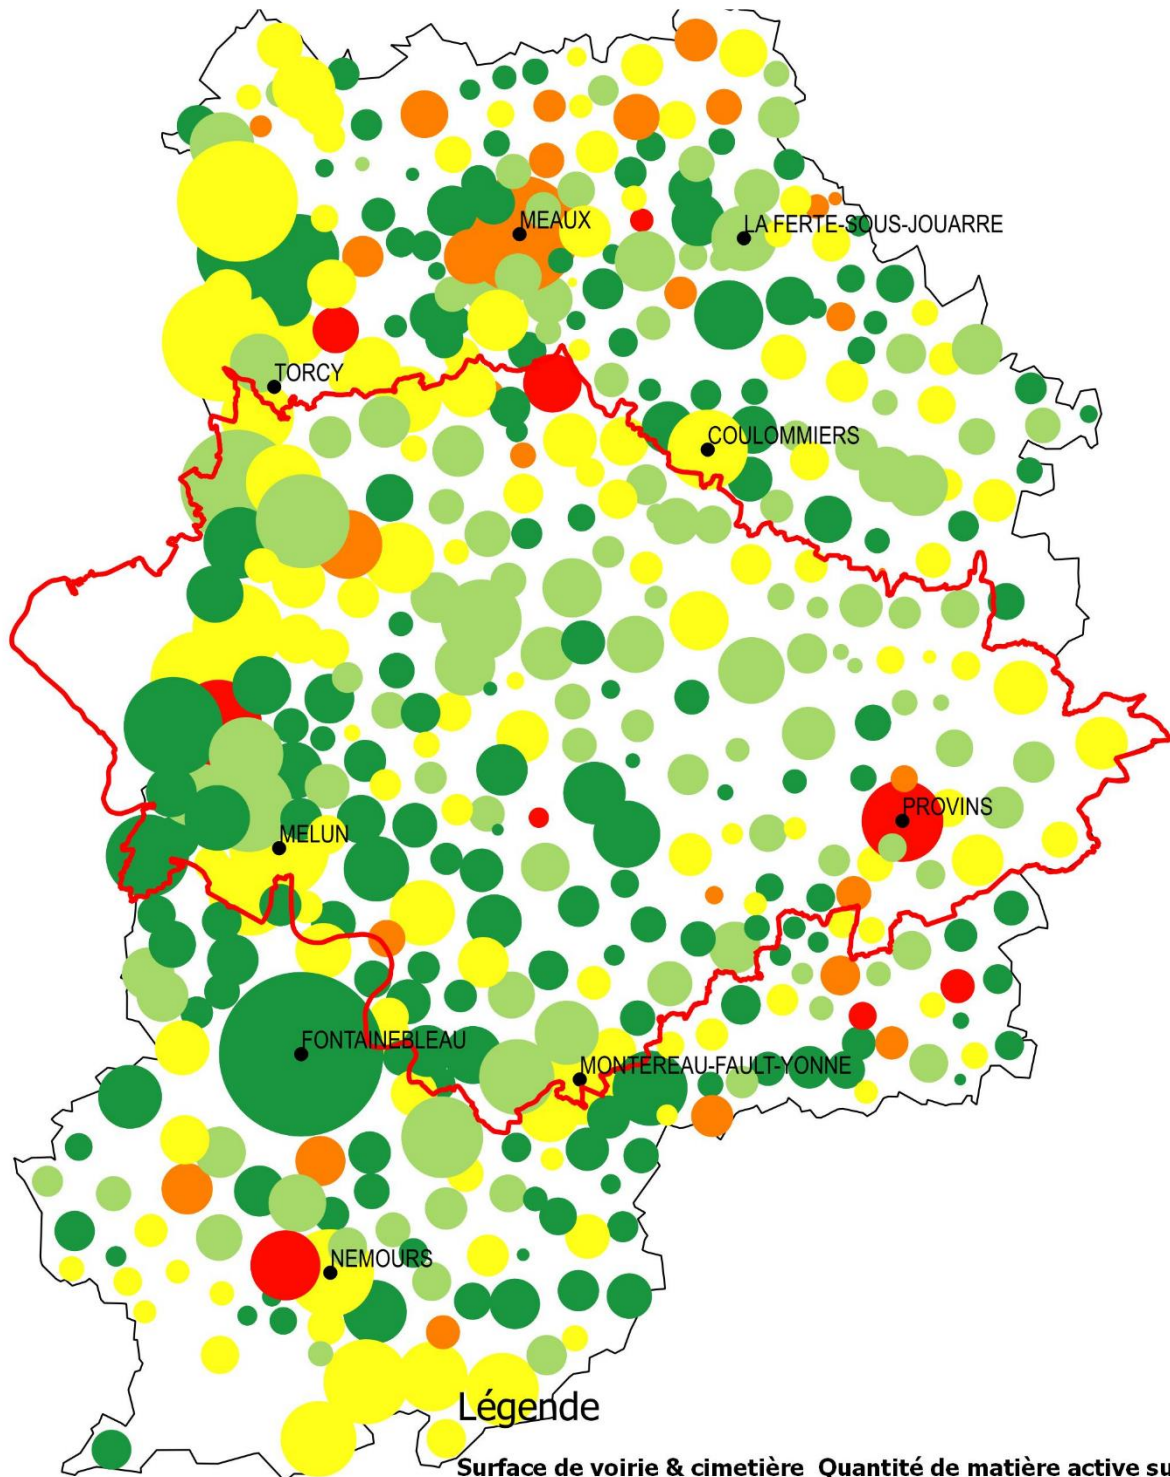 MEAUX
LA FERTE-SOUS-JOUARRE
TORCY
COULOMMIERS
PROVINS
MELUN
FONTAINEBLEAU
MONTEREAU-FAULT-YONNE
NEMOURS
Légende
Surface de voirie & cimetière Quantité de matière active su